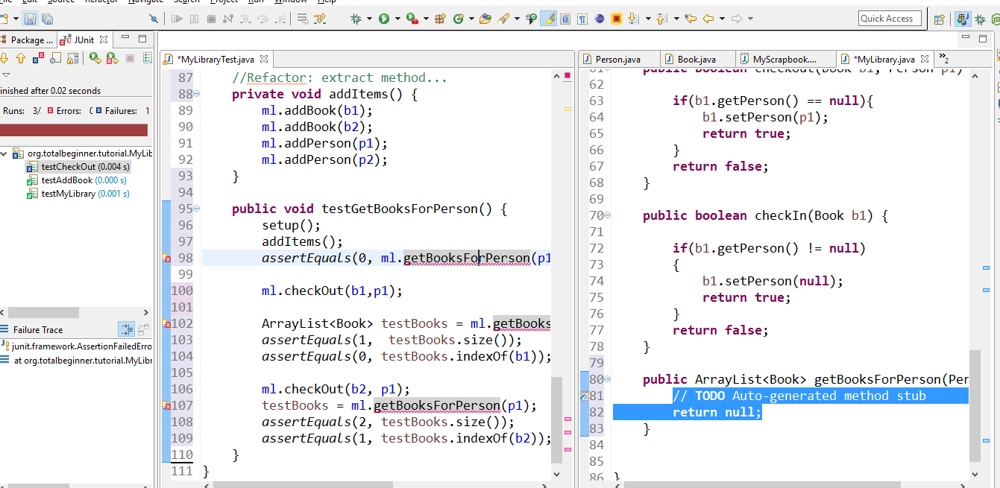 Source Refactor Navigate Search Project Run Window Help
Quick Access
Package ...
JUnit
inished after 0.02 seconds
Runs: 3/ Errors: Failures: 1
org.totalbeginner.tutorial.MyLib
testCheckOut (0.004 s)
testAddBook (0.000 s)
testMyLibrary (0.001 s)
Failure Trace
junit.framework.AssertionFailedErro
at org.totalbeginner.tutorial.MyLibr
*MyLibraryTest.java
87 //Refactor: extract method...
88 private void addItems() {
89 ml.addBook(b1);
90 ml.addBook(b2);
91 ml.addPerson(p1);
92 ml.addPerson(p2);
93 }
94
95 public void testGetBooksForPerson() {
96 setup();
97 addItems();
98 assertEquals(0, ml.getBooksForPerson(p1
99
100 ml.checkOut(b1,p1);
101
102 ArrayList<Book> testBooks = ml.getBooks
103 assertEquals(1,  testBooks.size());
104 assertEquals(0, testBooks.indexOf(b1));
105
106 ml.checkOut(b2, p1);
107 testBooks = ml.getBooksForPerson(p1);
108 assertEquals(2, testBooks.size());
109 assertEquals(1, testBooks.indexOf(b2));
110 }
111 }
Person.java
Book.java
MyScrapbook....
*MyLibrary.java
»2
61 public boolean checkOut(Book b1, Person p1)
62
63 if(b1.getPerson() == null){
64 b1.setPerson(p1);
65 return true;
66 }
67 return false;
68 }
69
70 public boolean checkIn(Book b1) {
71
72 if(b1.getPerson() != null)
73 {
74 b1.setPerson(null);
75 return true;
76 }
77 return false;
78 }
79
80 public ArrayList<Book> getBooksForPerson(Per
81 // TODO Auto-generated method stub
82 return null;
83 }
84
85
86 }